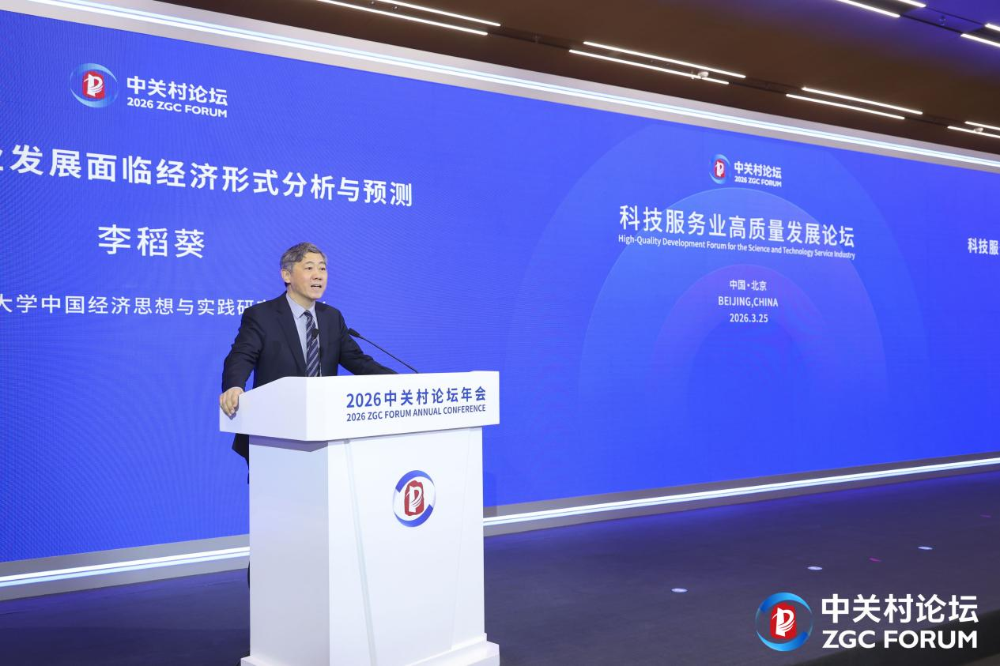 中关村论坛
2026 ZGC FORUM
发展面临经济形式分析与预测
李稻葵
大学中国经济思想与实践研
中关村论坛
2026 ZGC FORUM
科技服务业高质量发展论坛
High-Quality Development Forum for the Science and Technology Service Industry
中国·北京
BEIJING,CHINA
2026.3.25
科技服
2026中关村论坛年会
2026 ZGC FORUM ANNUAL CONFERENCE
中关村论坛
ZGC FORUM